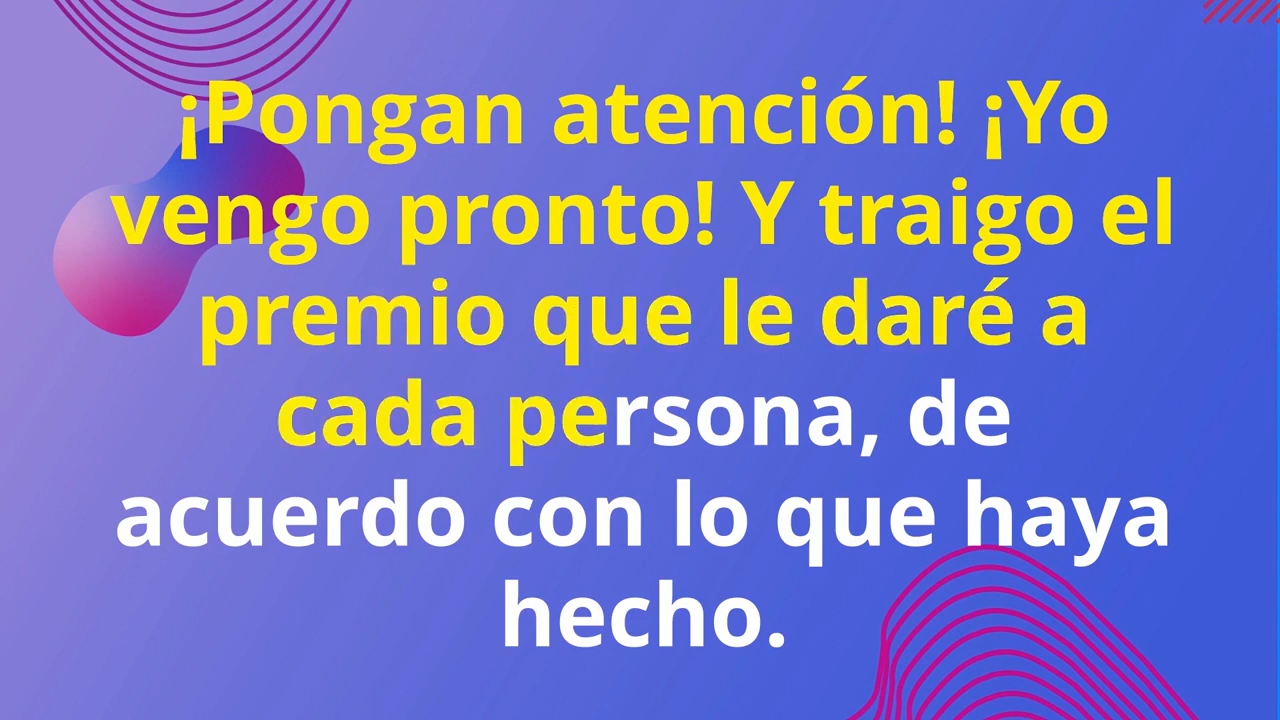 ¡Pongan atención! ¡Yo
vengo pronto! Y traigo el
premio que le daré a
cada persona, de
acuerdo con lo que haya
hecho.